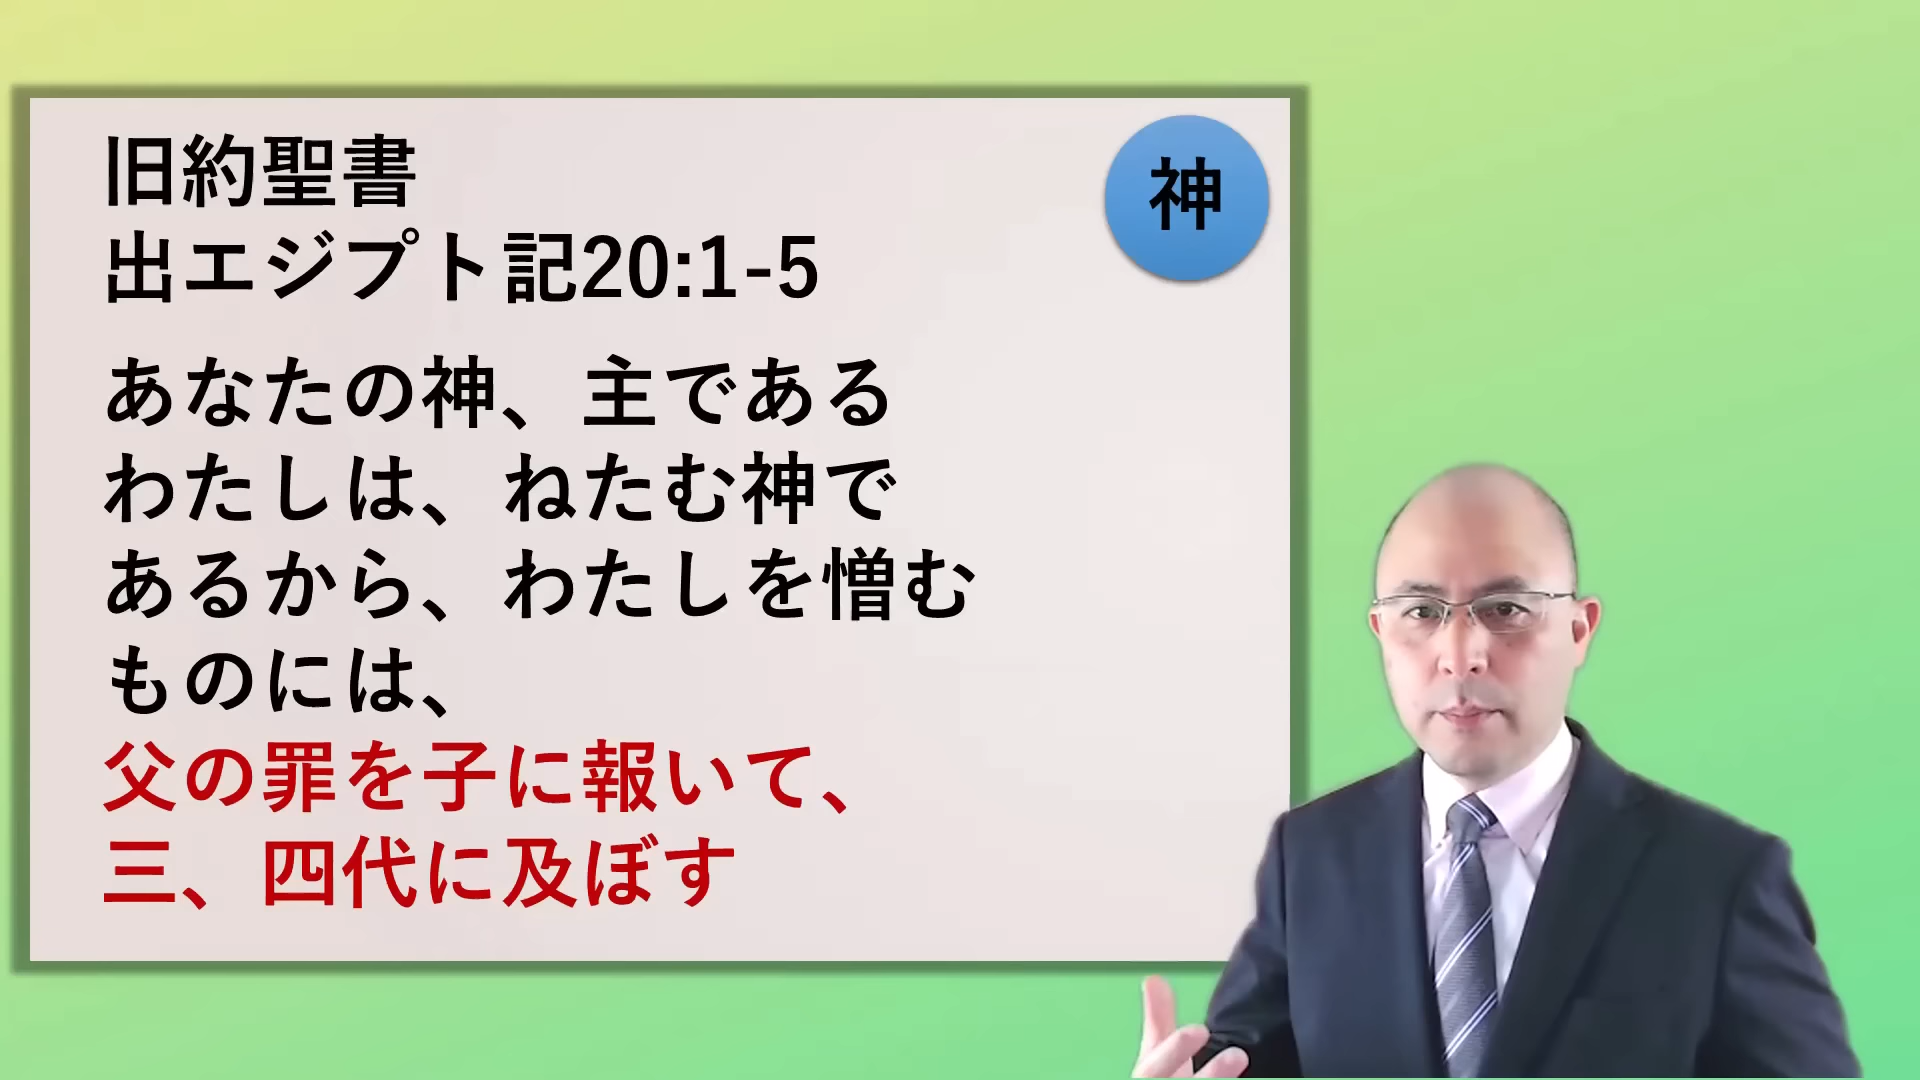 旧約聖書
神
出エジプト記20:1-5
あなたの神、主である
わたしは、ねたむ神で
あるから、わたしを憎む
ものには、
父の罪を子に報いて、
三、四代に及ぼす